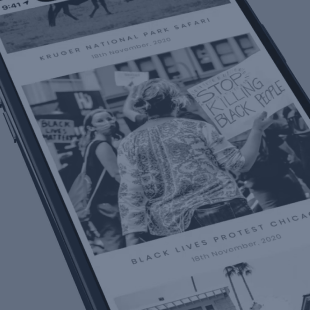 9:41
KRUGER NATIONAL PARK SAFARI
18th November, 2020
BLACK
LIVES
MATTER
STOP
KILLING
BLACK PEOPLE
BLACK LIVES PROTEST CHICA
18th November, 2020